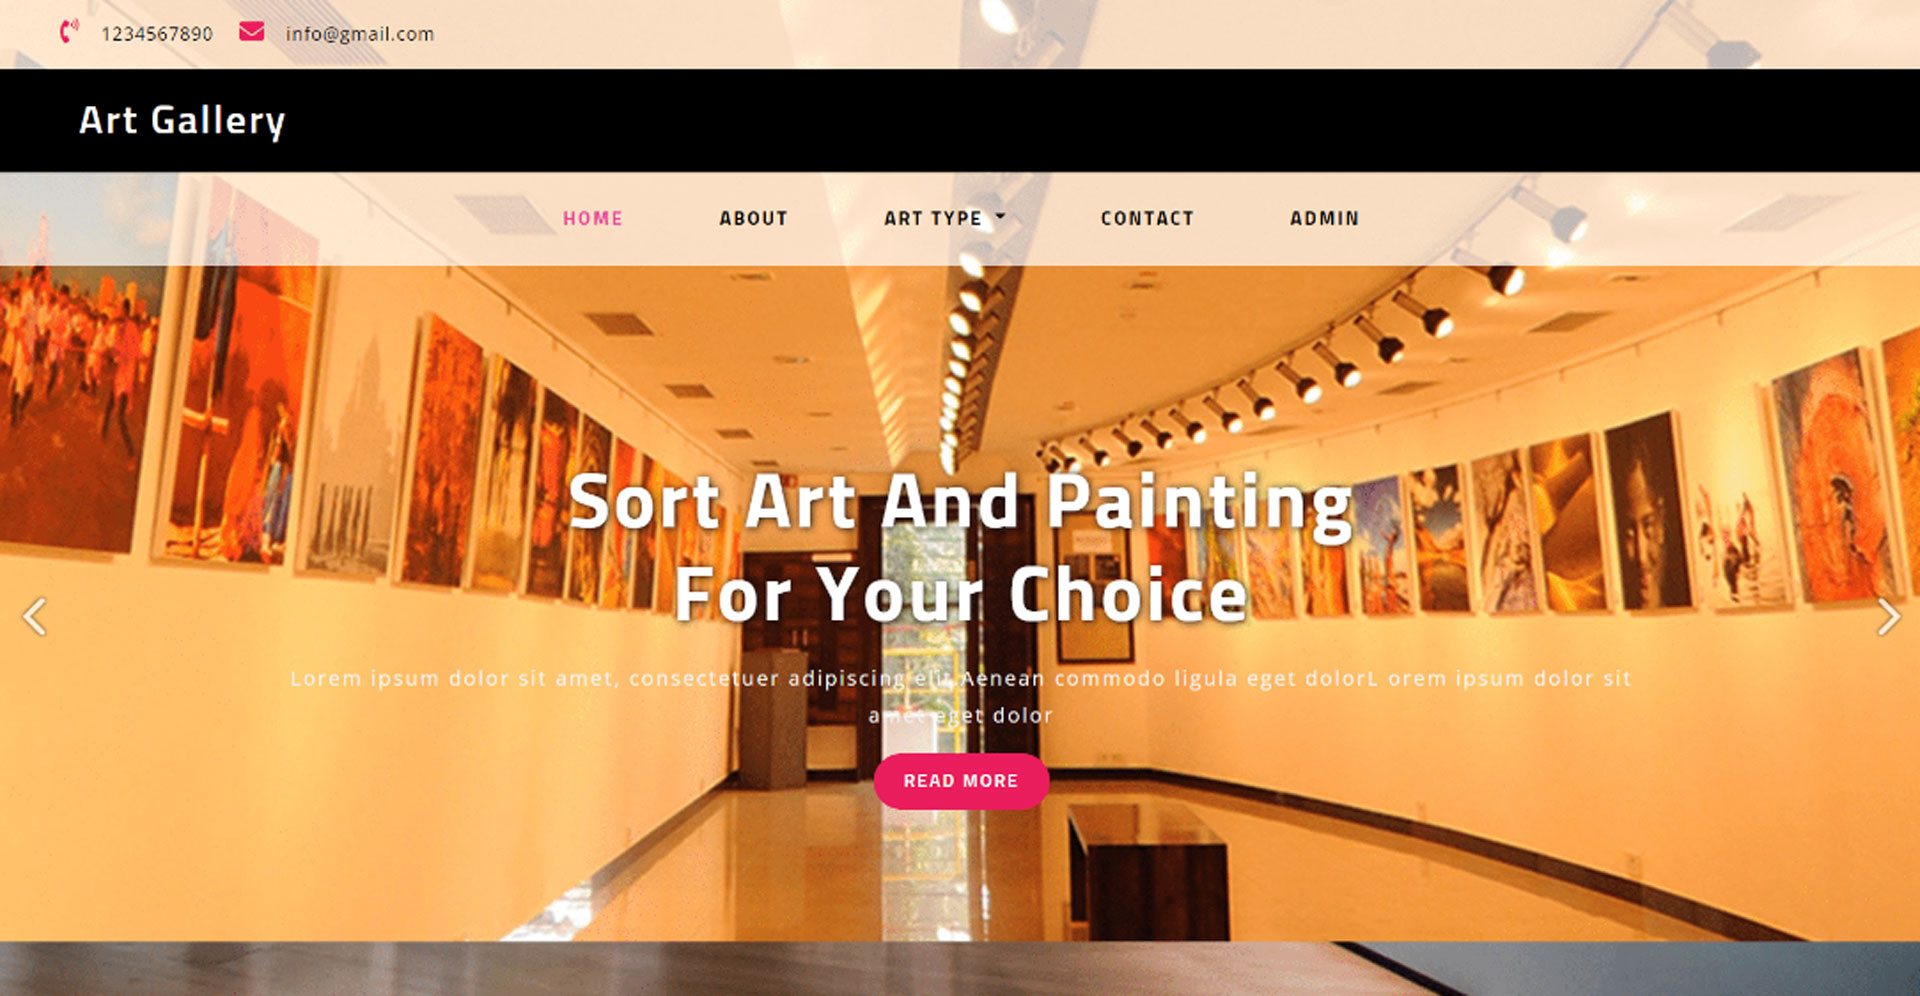 1234567890 info@gmail.com
Art Gallery
HOME ABOUT ART TYPE CONTACT ADMIN
Sort Art And Painting
For Your Choice
Lorem ipsum dolor sit amet, consectetuer adipiscing elit.Aenean commodo ligula eget dolorL orem ipsum dolor sit
amet eget dolor
READ MORE